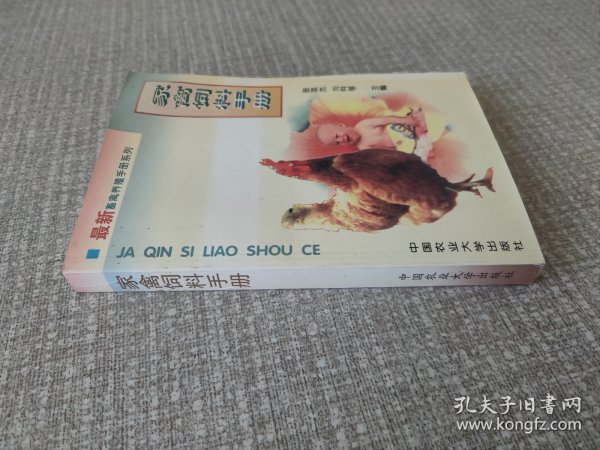 家禽饲料手册
主编
最新畜禽养殖手册系列
JA QIN SI LIAO SHOU CE
中国农业大学出版社
家禽饲料手册
中国农业大学出版社
孔夫子旧书网
www.kongfz.com